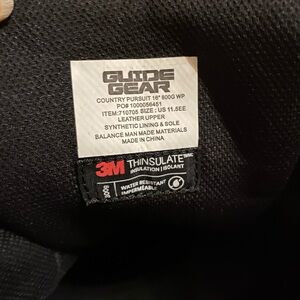 GUIDE
GEAR
COUNTRY PURSUIT 16" 800G WP
PO# 1000056451
ITEM:710705 SIZE: US 11.5EE
LEATHER UPPER
SYNTHETIC LINING & SOLE
BALANCE MAN MADE MATERIALS
MADE IN CHINA
3M THINSULATE
INSULATION | ISOLANT
WATER RESISTANT
IMPERMÉABLE